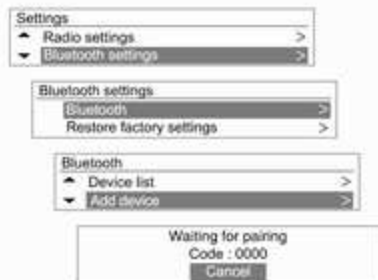 Settings
Radio settings >
Bluetooth settings >
Bluetooth settings
Bluetooth >
Restore factory settings >
Bluetooth
Device list >
Add device >
Waiting for pairing
Code : 0000
Cancel